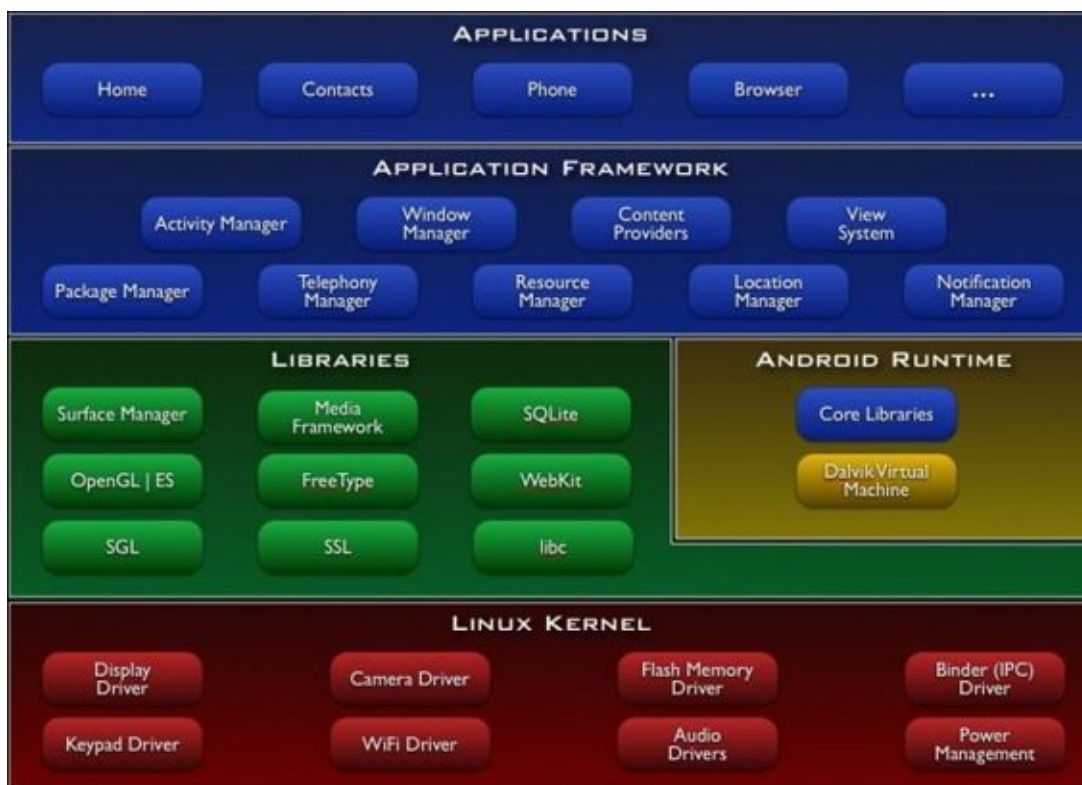 APPLICATIONS
Home
Contacts
Phone
Browser
...
APPLICATION FRAMEWORK
Activity Manager
Window
Manager
Content
Providers
View
System
Package Manager
Telephony
Manager
Resource
Manager
Location
Manager
Notification
Manager
LIBRARIES
Surface Manager
Media
Framework
SQLite
OpenGL | ES
FreeType
WebKit
SGL
SSL
libc
ANDROID RUNTIME
Core Libraries
Dalvik Virtual
Machine
LINUX KERNEL
Display
Driver
Camera Driver
Flash Memory
Driver
Binder (IPC)
Driver
Keypad Driver
WiFi Driver
Audio
Drivers
Power
Management